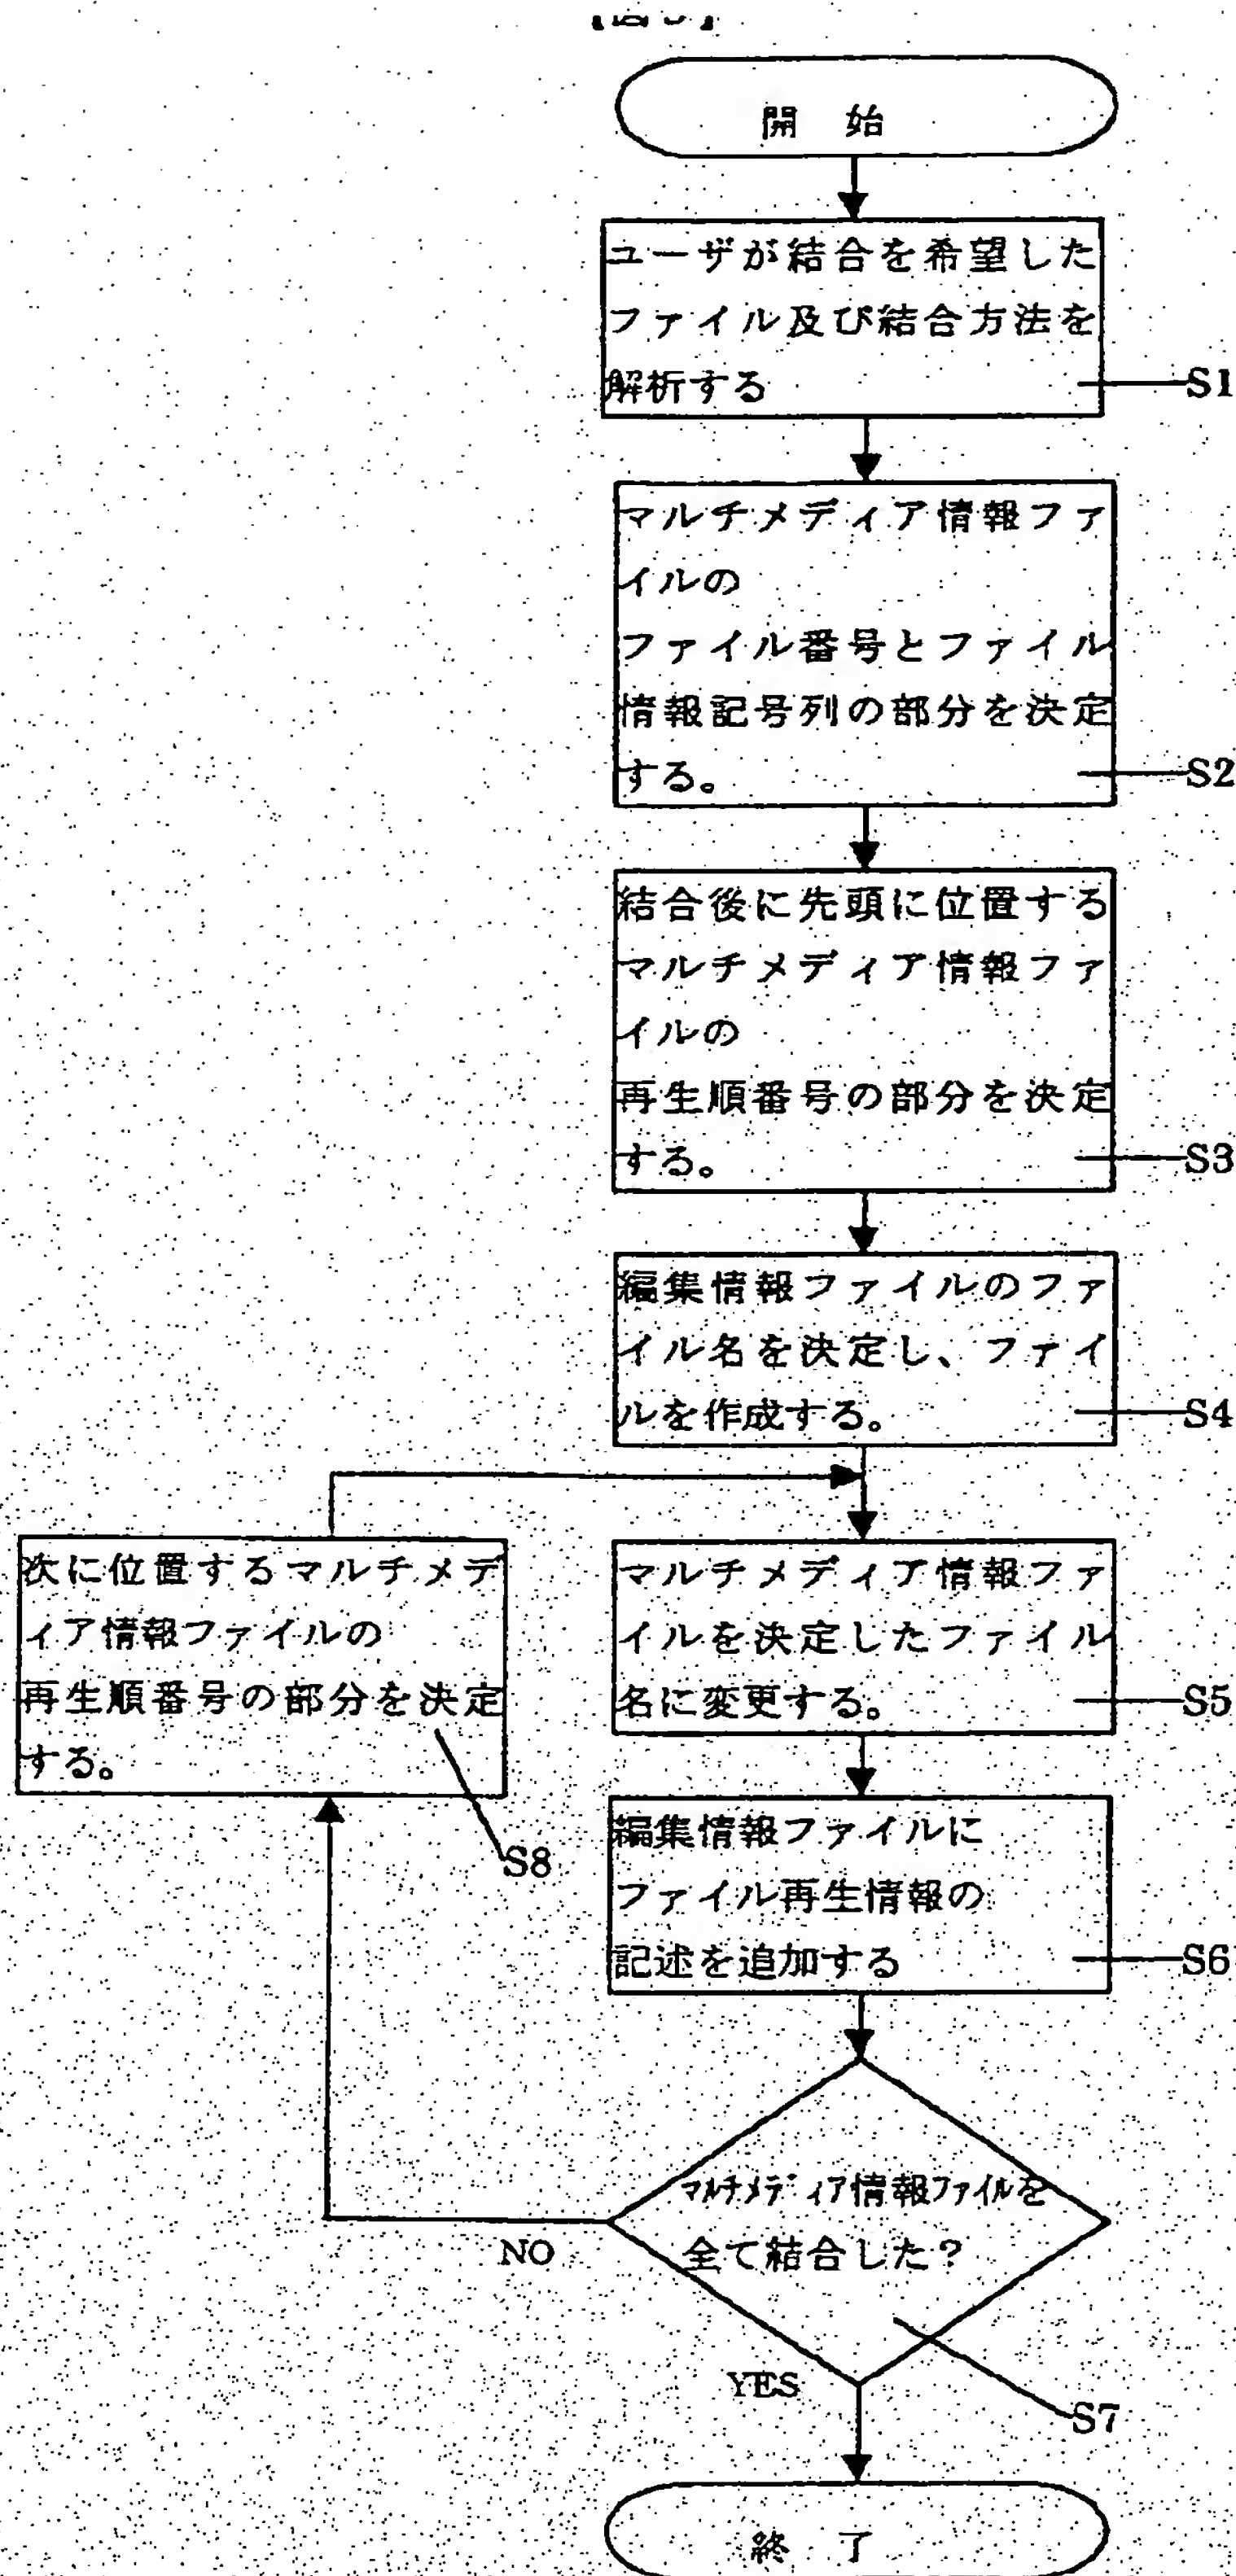 開 始
ユーザが結合を希望した
ファイル及び結合方法を
解析する
S1
マルチメディア情報ファ
イルの
ファイル番号とファイル
情報記号列の部分を決定
する。
S2
結合後に先頭に位置する
マルチメディア情報ファ
イルの
再生順番号の部分を決定
する。
S3
編集情報ファイルのファ
イル名を決定し、ファイ
ルを作成する。
S4
マルチメディア情報ファ
イルを決定したファイル
名に変更する。
S5
次に位置するマルチメデ
ィア情報ファイルの
再生順番号の部分を決定
する。
S8
編集情報ファイルに
ファイル再生情報の
記述を追加する
S6
マルチメディア情報ファイルを
全て結合した?
NO
YES
S7
終 了